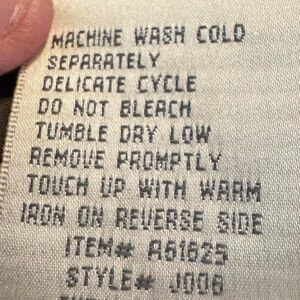 MACHINE WASH COLD
SEPARATELY
DELICATE CYCLE
DO NOT BLEACH
TUMBLE DRY LOW
REMOVE PROMPTLY
TOUCH UP WITH WARM
IRON ON REVERSE SIDE
ITEM# A61625
STYLE# J006